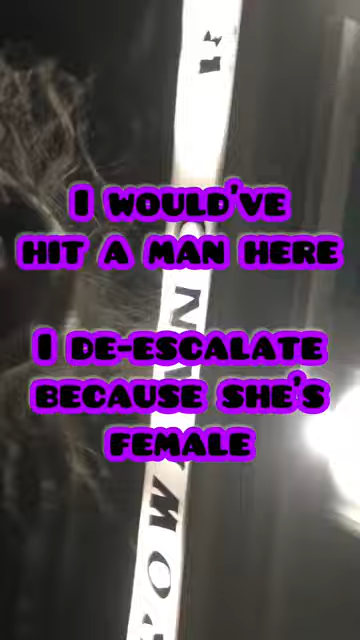 I WOULD'VE
HIT A MAN HERE
I DE-ESCALATE
BECAUSE SHE'S
FEMALE